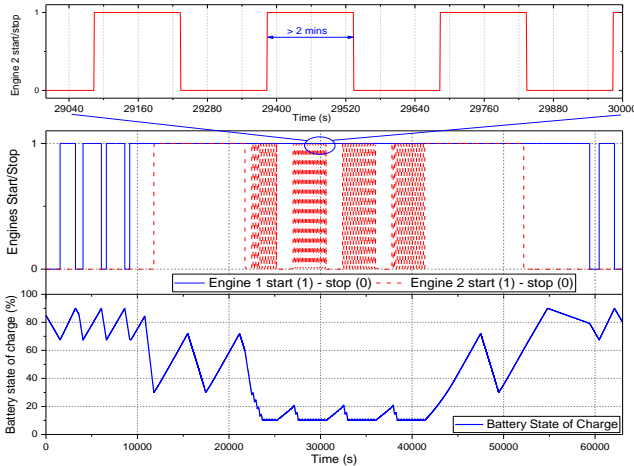 Engine 2 start/stop
1
0
> 2 mins
29040 29160 29280 29400 29520 29640 29760 29880 30000
Time (s)
Engines Start/Stop
1
0
Engine 1 start (1) - stop (0) Engine 2 start (1) - stop (0)
Battery state of charge (%)
100
80
60
40
20
0
Battery State of Charge
0 10000 20000 30000 40000 50000 60000
Time (s)